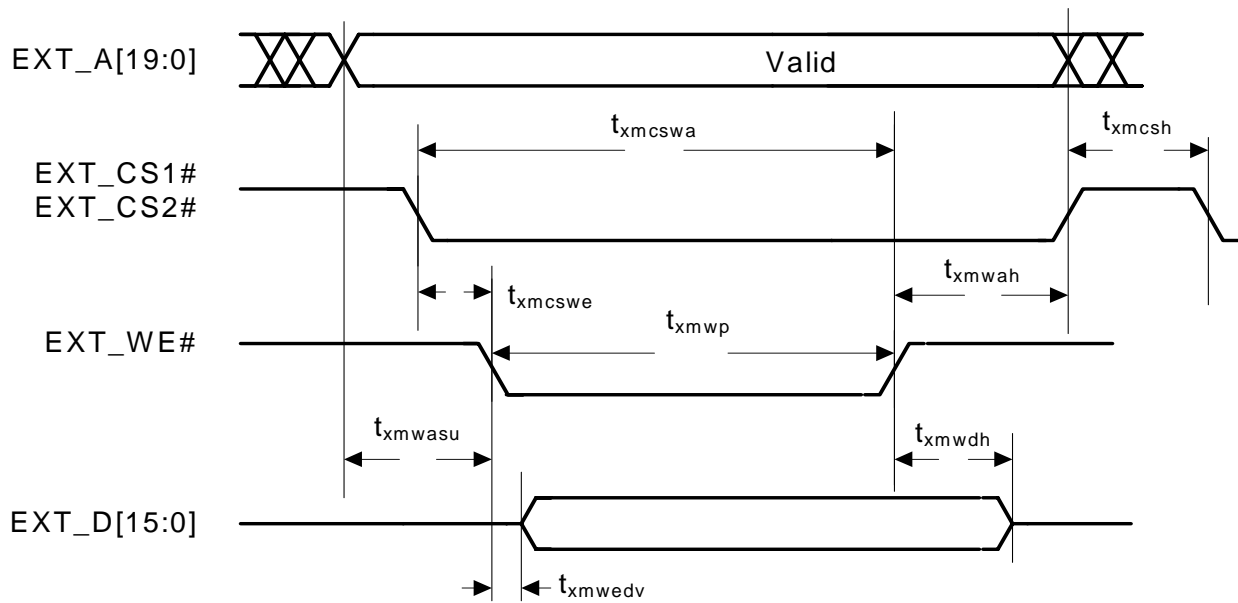 EXT_A[19:0]
Valid
txmcswa
txmcsh
EXT_CS1#
EXT_CS2#
txmcswe
txmwah
EXT_WE#
txmwp
txmwasu
txmwdh
EXT_D[15:0]
txmwedv